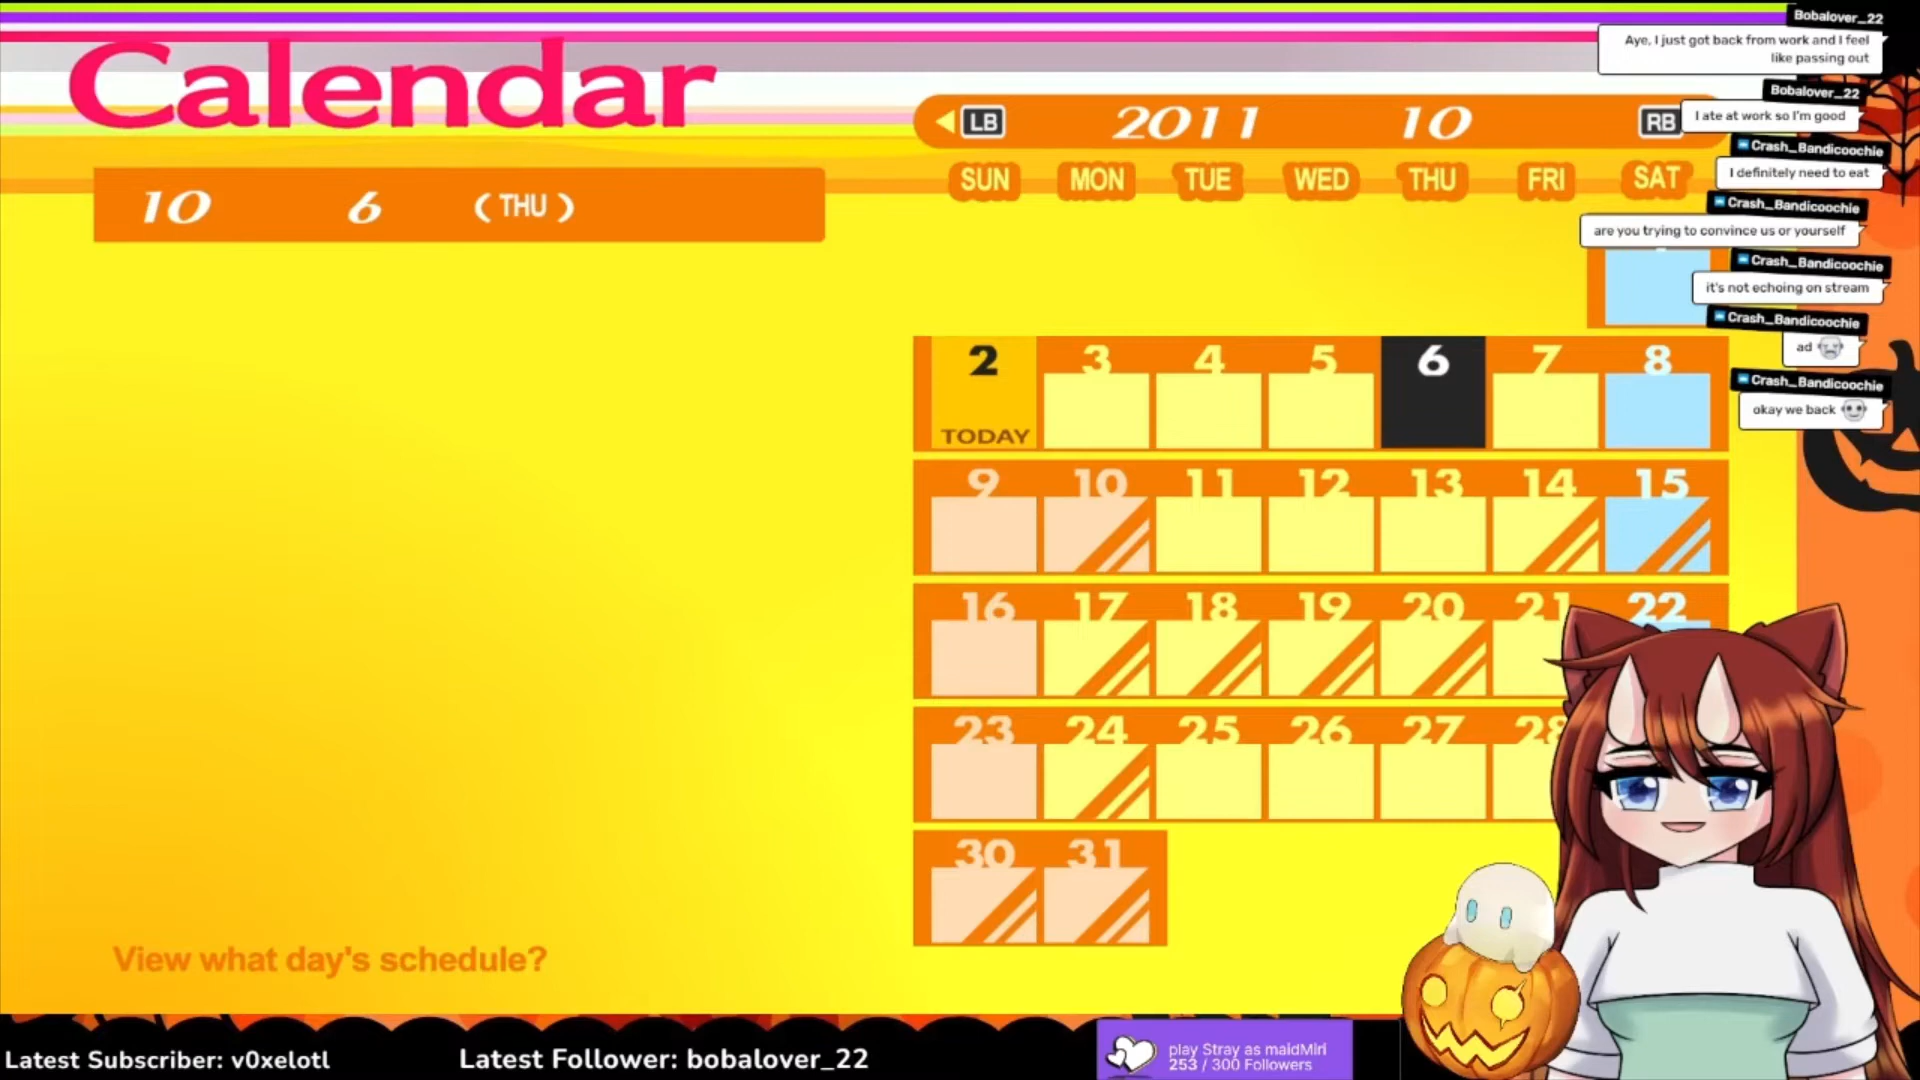 Calendar
10 6 (THU)
LB 2011 10 RB
SUN MON TUE WED THU FRI SAT
2 3 4 5 6 7 8
TODAY
9 10 11 12 13 14 15
16 17 18 19 20 21 22
23 24 25 26 27 28
30 31
View what day's schedule?
Bobalover_22
Aye, I just got back from work and I feel
like passing out
Bobalover_22
I ate at work so I'm good
Crash_Bandicoochie
I definitely need to eat
Crash_Bandicoochie
are you trying to convince us or yourself
Crash_Bandicoochie
it's not echoing on stream
Crash_Bandicoochie
ad
Crash_Bandicoochie
okay we back
Latest Subscriber: v0xelotl
Latest Follower: bobalover_22
play Stray as maidMiri
253 / 300 Followers